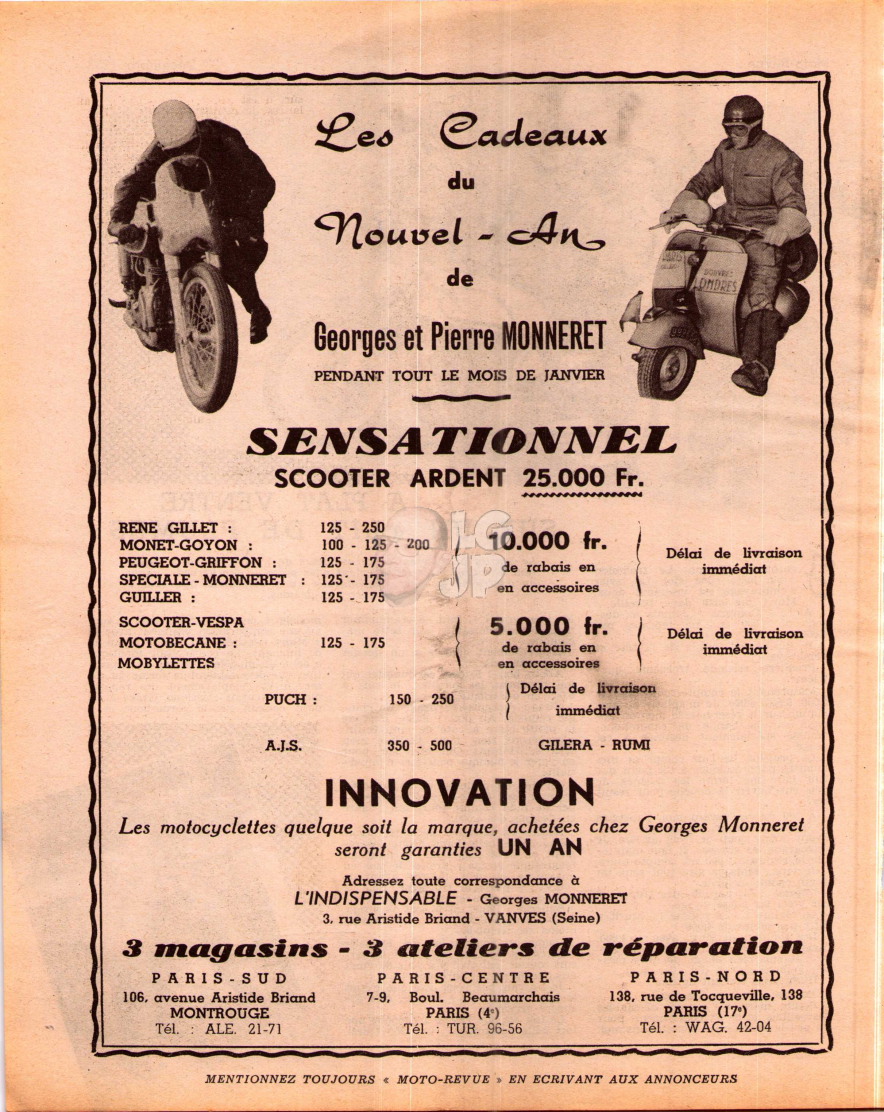 Les Cadeaux
du
Nouvel - An
de
Georges et Pierre MONNERET
PENDANT TOUT LE MOIS DE JANVIER
LONDRES
SENSATIONNEL
SCOOTER ARDENT 25.000 Fr.
RENE GILLET : 125 - 250
MONET-GOYON : 100 - 125 - 200
PEUGEOT-GRIFFON : 125 - 175
SPECIALE - MONNERET : 125 - 175
GUILLER : 125 - 175
10.000 fr.
de rabais en
en accessoires
Délai de livraison
immédiat
SCOOTER-VESPA
MOTOBECANE : 125 - 175
MOBYLETTES
5.000 fr.
de rabais en
en accessoires
Délai de livraison
immédiat
PUCH : 150 - 250
Délai de livraison
immédiat
A.J.S. 350 - 500 GILERA - RUMI
LG
JP
INNOVATION
Les motocyclettes quelque soit la marque, achetées chez Georges Monneret
seront garanties UN AN
Adressez toute correspondance à
L'INDISPENSABLE - Georges MONNERET
3, rue Aristide Briand - VANVES (Seine)
3 magasins - 3 ateliers de réparation
PARIS-SUD
106, avenue Aristide Briand
MONTROUGE
Tél. : ALE. 21-71
PARIS-CENTRE
7-9, Boul. Beaumarchais
PARIS (4e)
Tél. : TUR. 96-56
PARIS-NORD
138, rue de Tocqueville, 138
PARIS (17e)
Tél. : WAG. 42-04
MENTIONNEZ TOUJOURS « MOTO-REVUE » EN ECRIVANT AUX ANNONCEURS